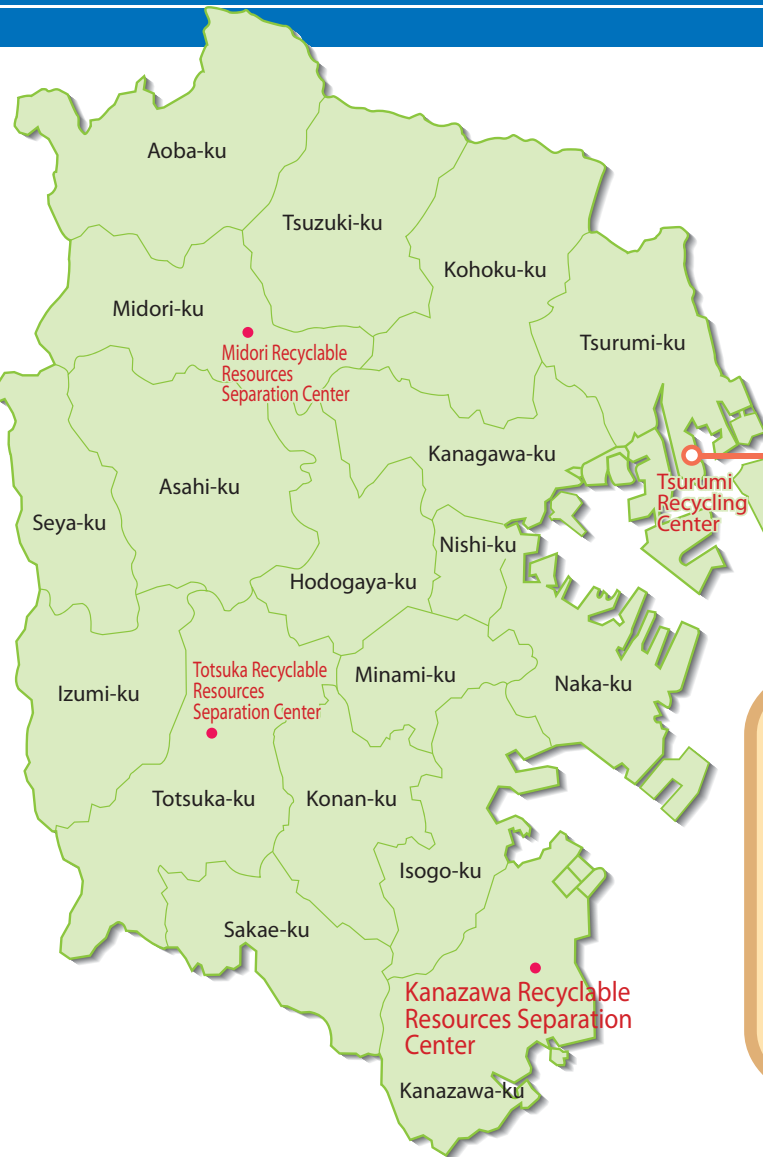 Aoba-ku
Tsuzuki-ku
Kohoku-ku
Midori-ku
Midori Recyclable
Resources
Separation Center
Tsurumi-ku
Kanagawa-ku
Tsurumi
Recycling
Center
Asahi-ku
Seya-ku
Nishi-ku
Hodogaya-ku
Totsuka Recyclable
Resources
Separation Center
Minami-ku
Izumi-ku
Naka-ku
Totsuka-ku
Konan-ku
Isogo-ku
Sakae-ku
Kanazawa Recyclable
Resources Separation
Center
Kanazawa-ku